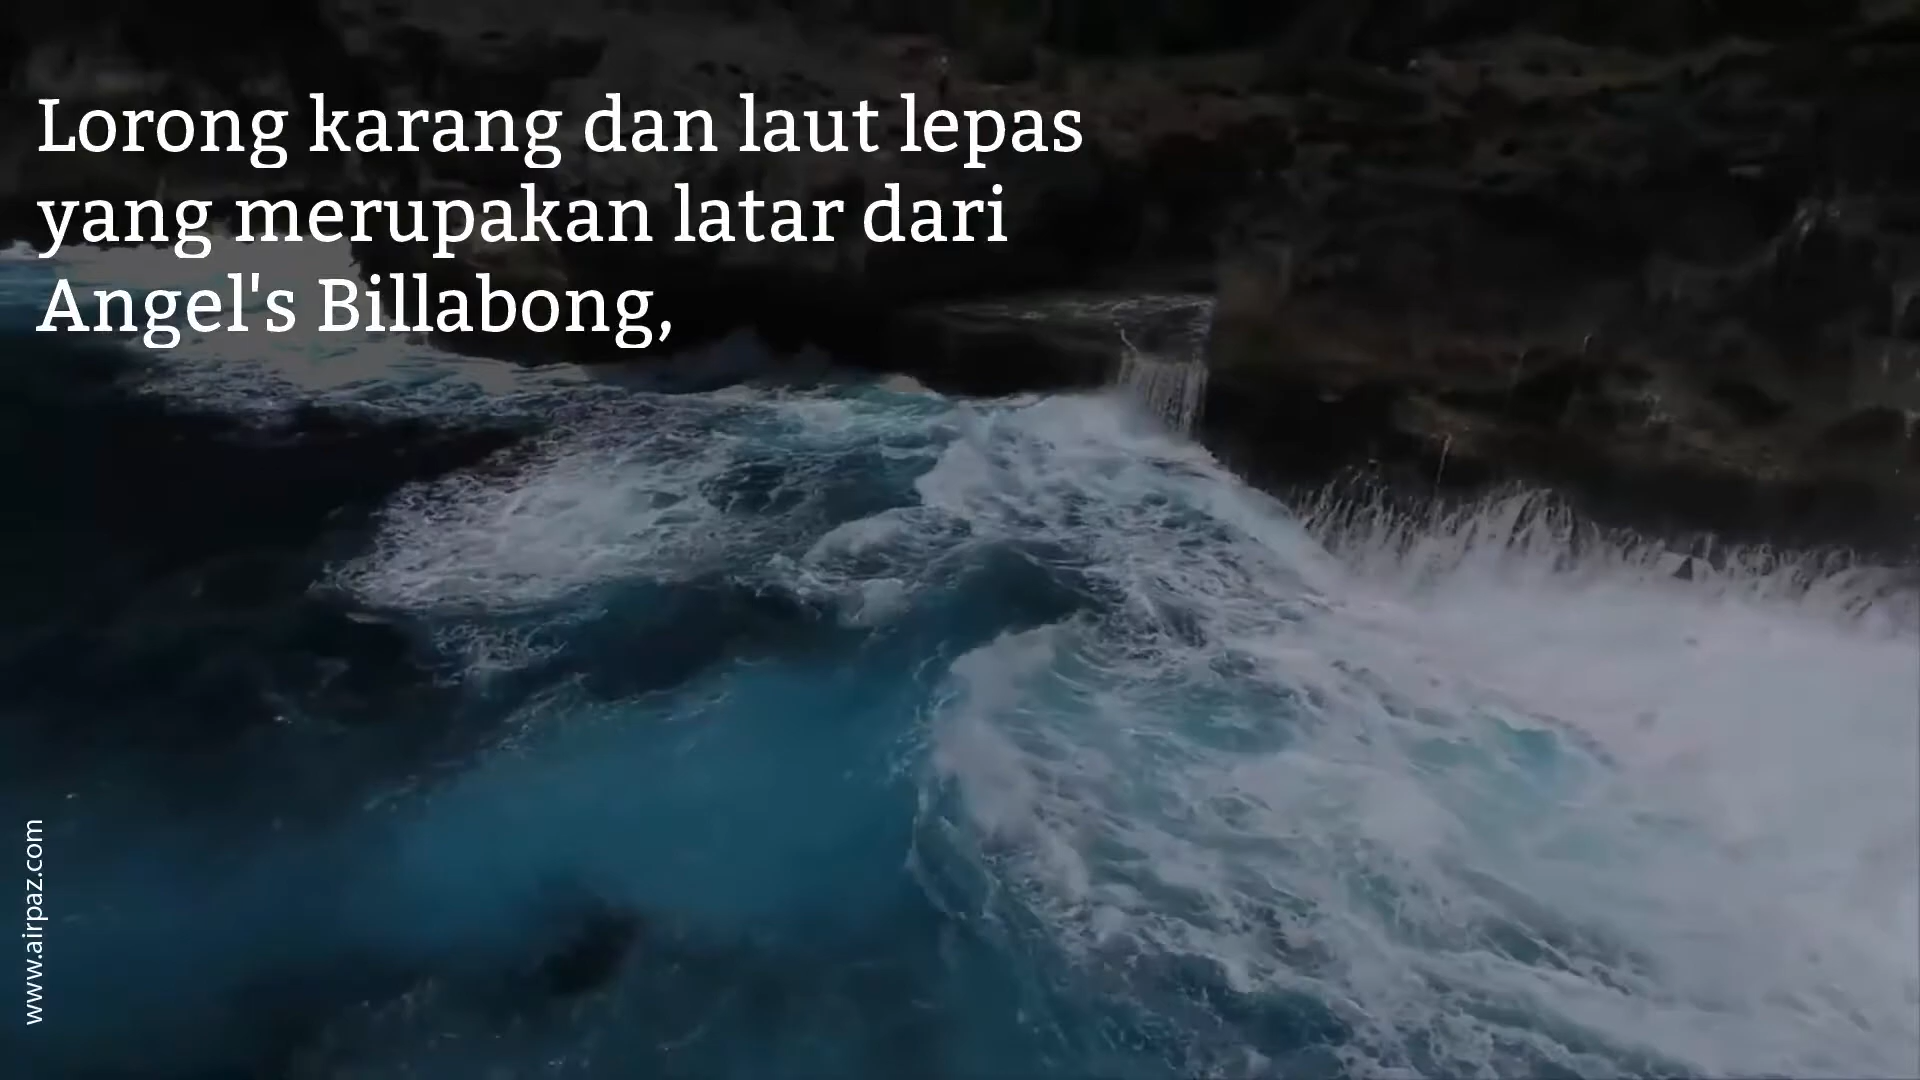 Lorong karang dan laut lepas
yang merupakan latar dari
Angel's Billabong,
www.airpaz.com